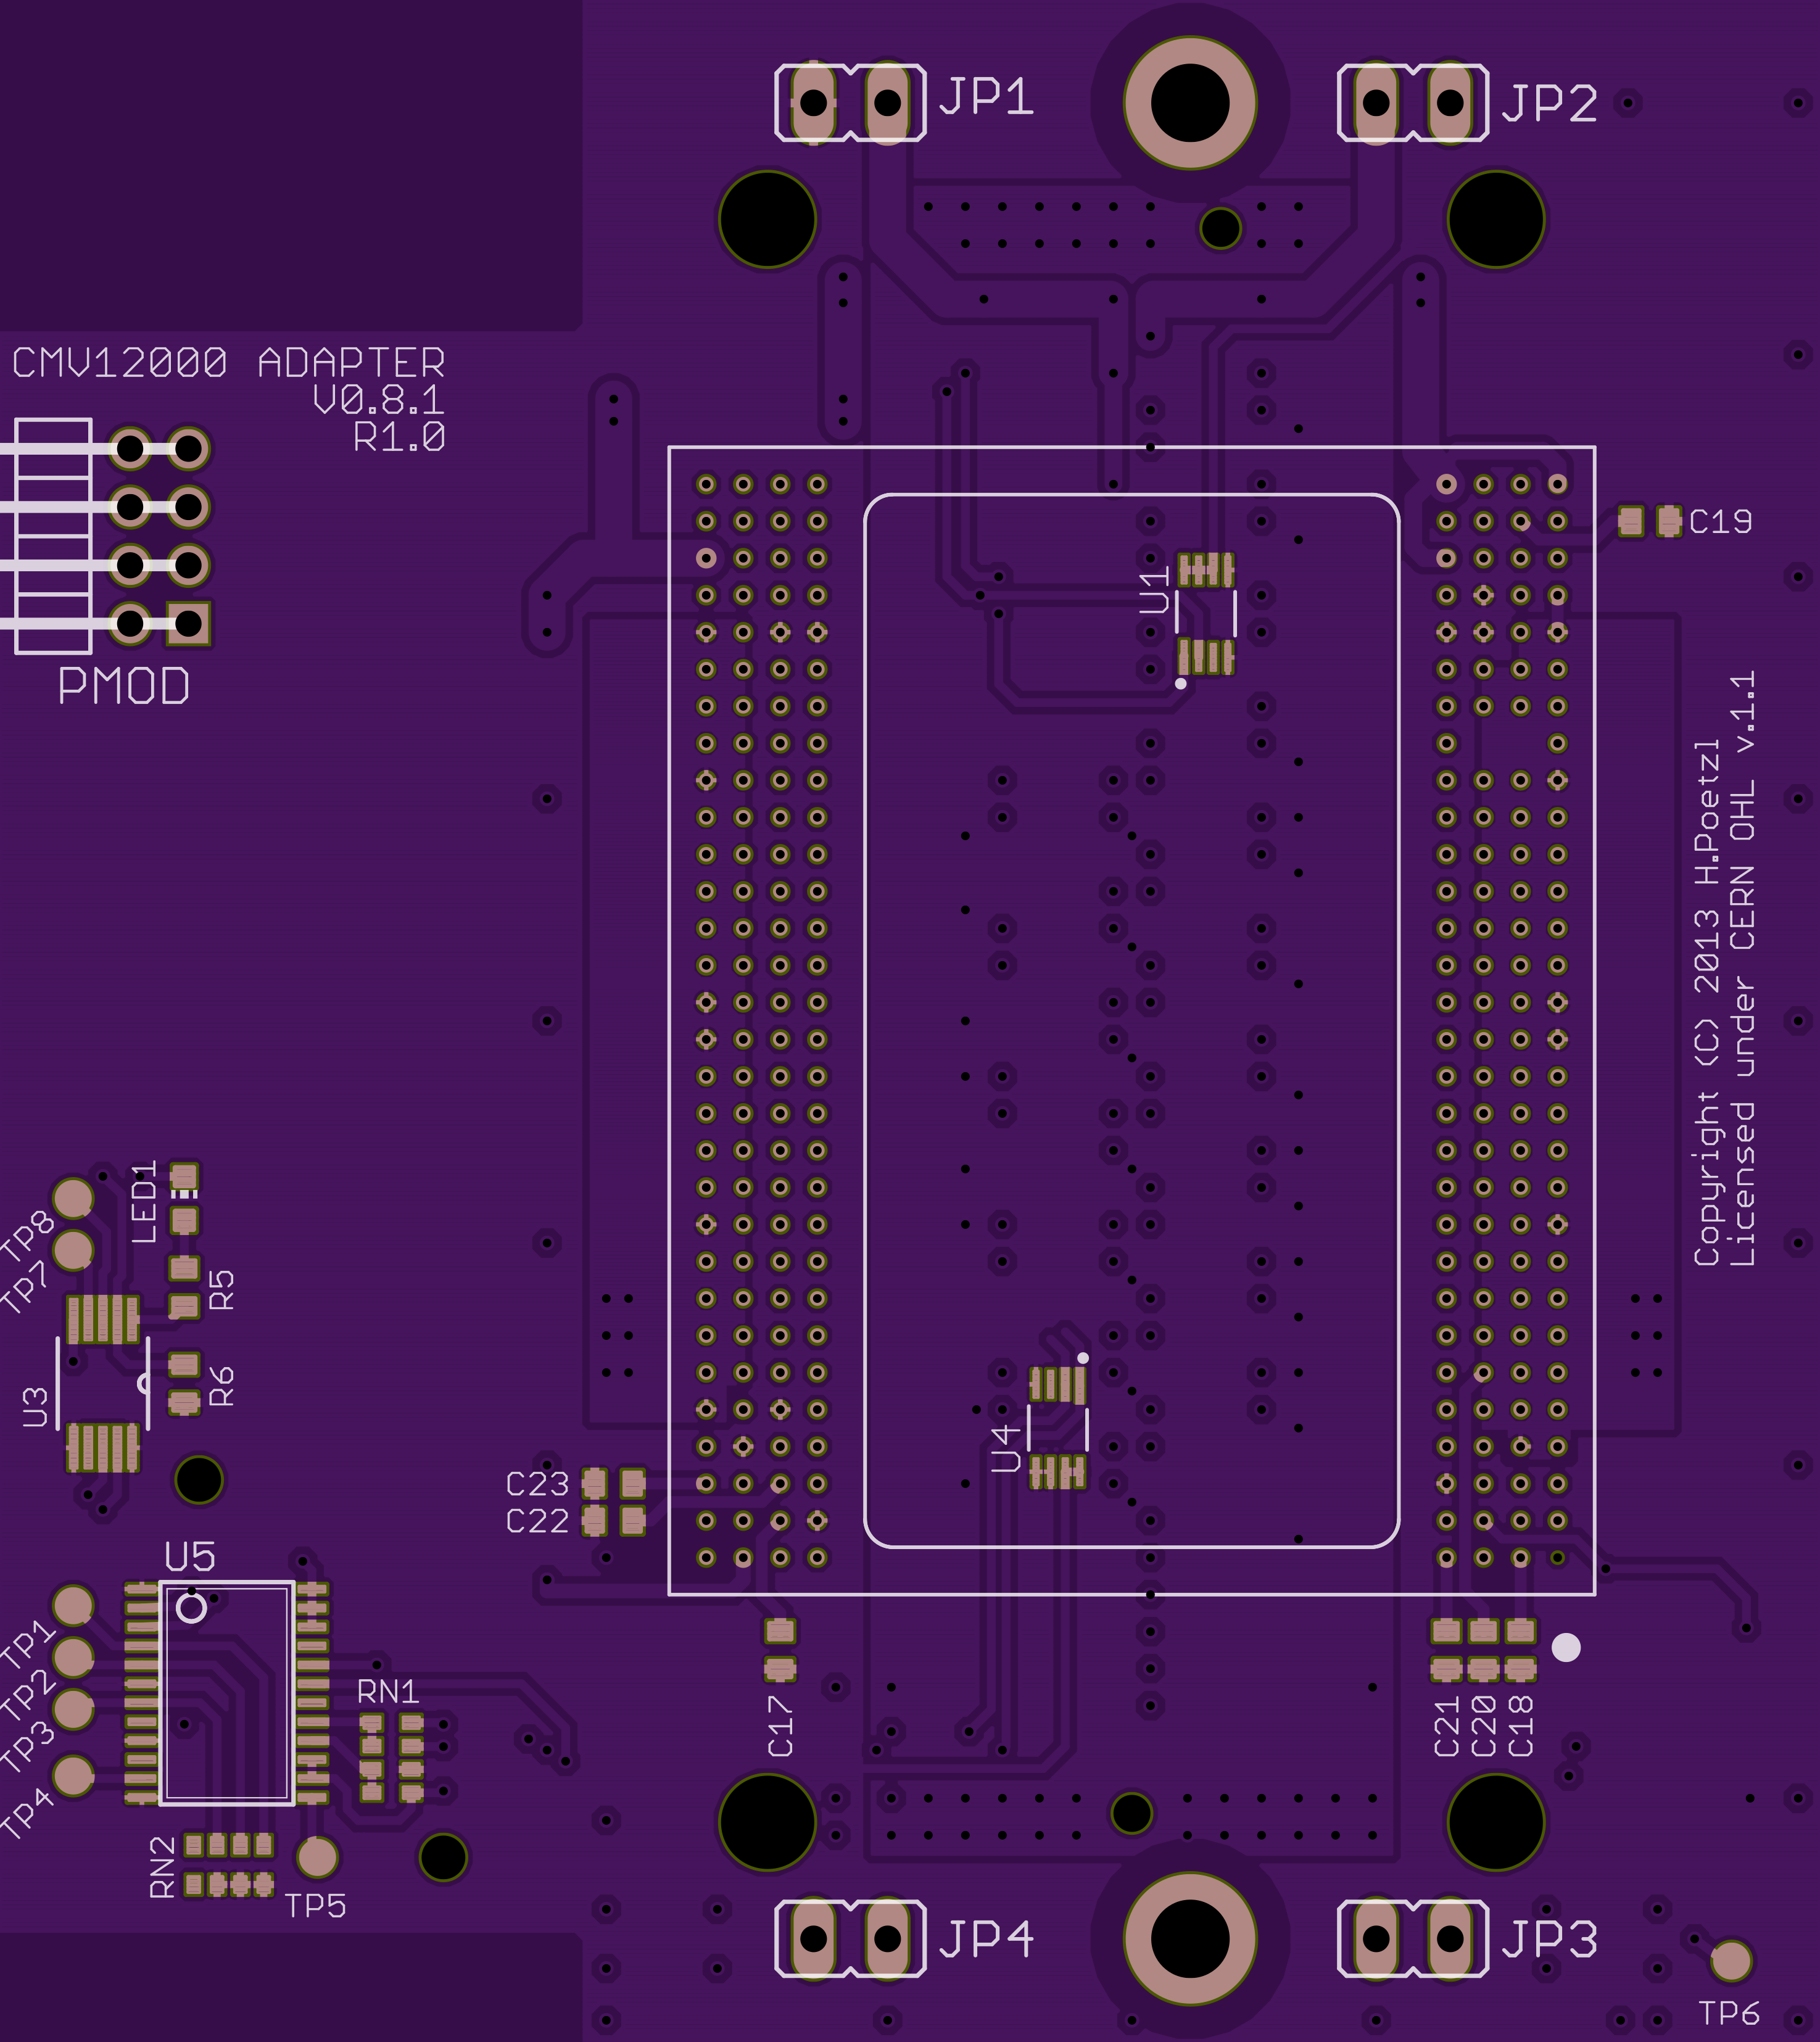 JP1
JP2
CMV12000 ADAPTER
V0.8.1
R1.0
C19
U1
PMOD
Copyright (C) 2013 H.Poetzl
Licensed under CERN OHL v.1.1
LED1
TP8
TP7
R5
R6
U3
U4
C23
C22
U5
TP1
TP2
TP3
TP4
RN1
C17
C21
C20
C18
RN2
TP5
JP4
JP3
TP6